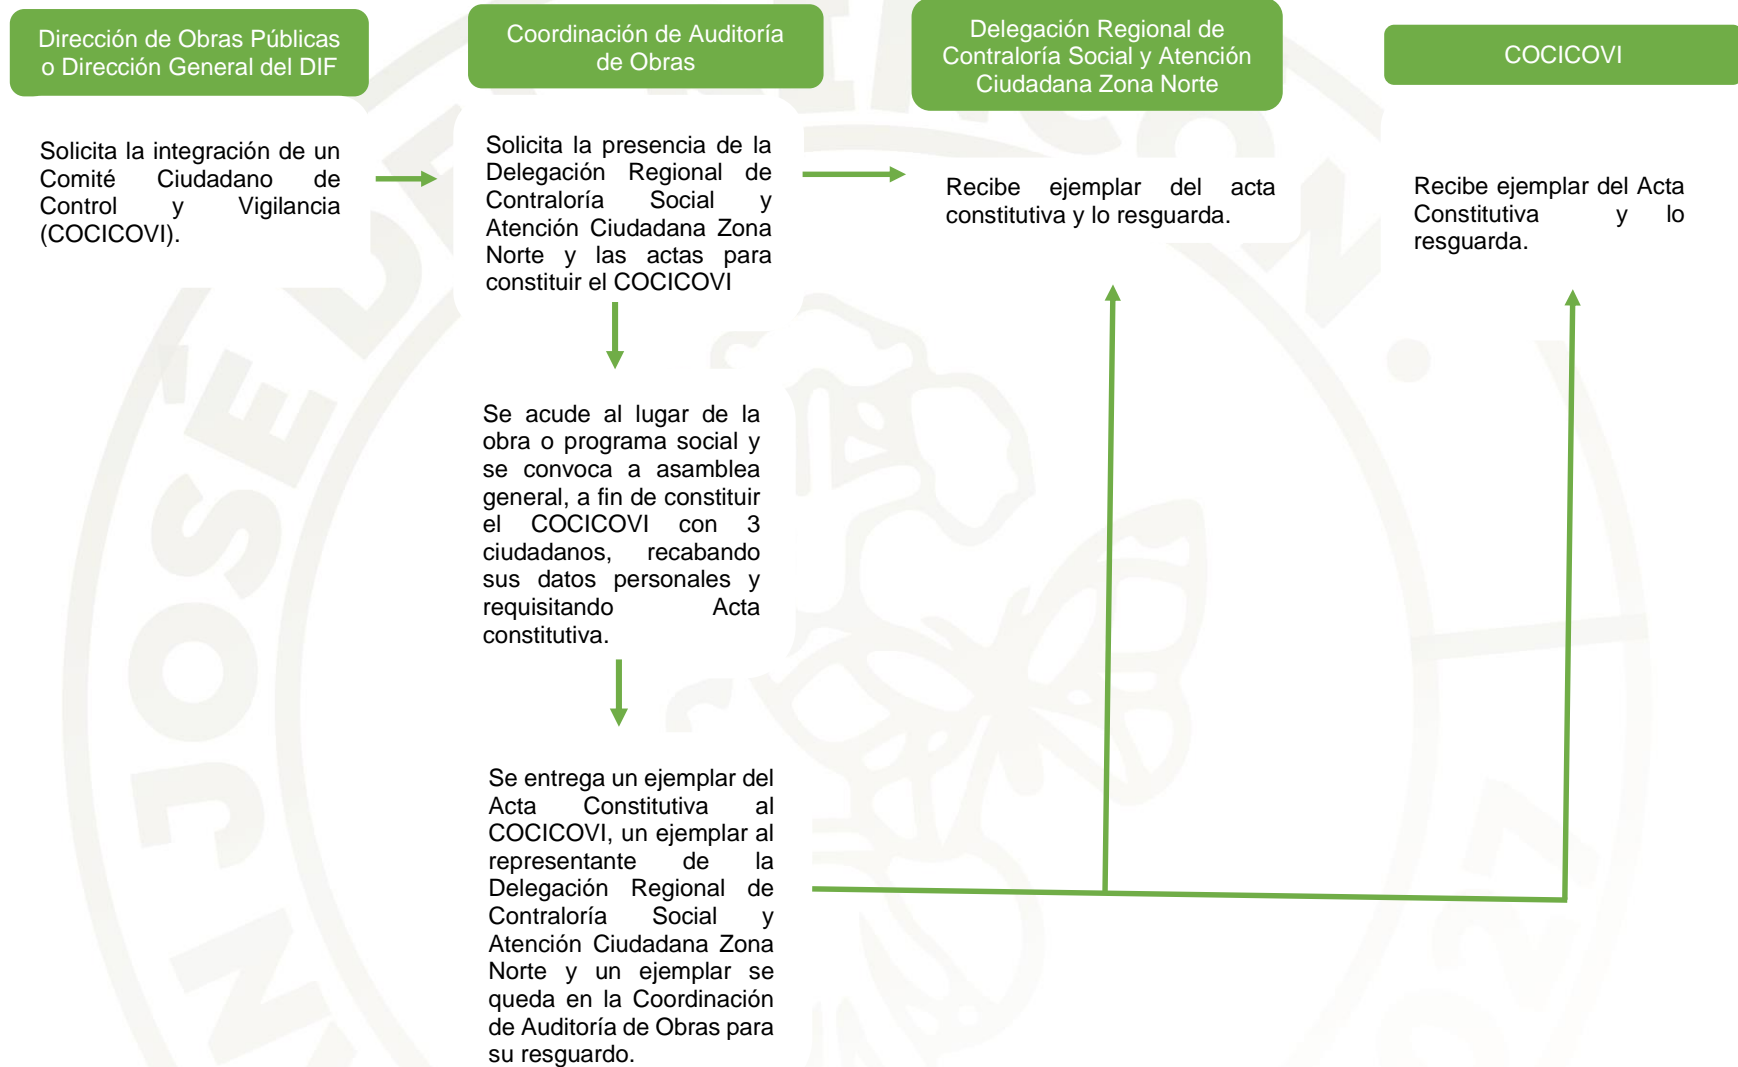 Dirección de Obras Públicas
o Dirección General del DIF
Solicita la integración de un
Comité Ciudadano de
Control y Vigilancia
(COCICOVI).
Coordinación de Auditoría
de Obras
Solicita la presencia de la
Delegación Regional de
Contraloría Social y
Atención Ciudadana Zona
Norte y las actas para
constituir el COCICOVI
Se acude al lugar de la
obra o programa social y
se convoca a asamblea
general, a fin de constituir
el COCICOVI con 3
ciudadanos, recabando
sus datos personales y
requisitando Acta
constitutiva.
Se entrega un ejemplar del
Acta Constitutiva al
COCICOVI, un ejemplar al
representante de la
Delegación Regional de
Contraloría Social y
Atención Ciudadana Zona
Norte y un ejemplar se
queda en la Coordinación
de Auditoría de Obras para
su resguardo.
Delegación Regional de
Contraloría Social y Atención
Ciudadana Zona Norte
Recibe ejemplar del acta
constitutiva y lo resguarda.
COCICOVI
Recibe ejemplar del Acta
Constitutiva y lo
resguarda.